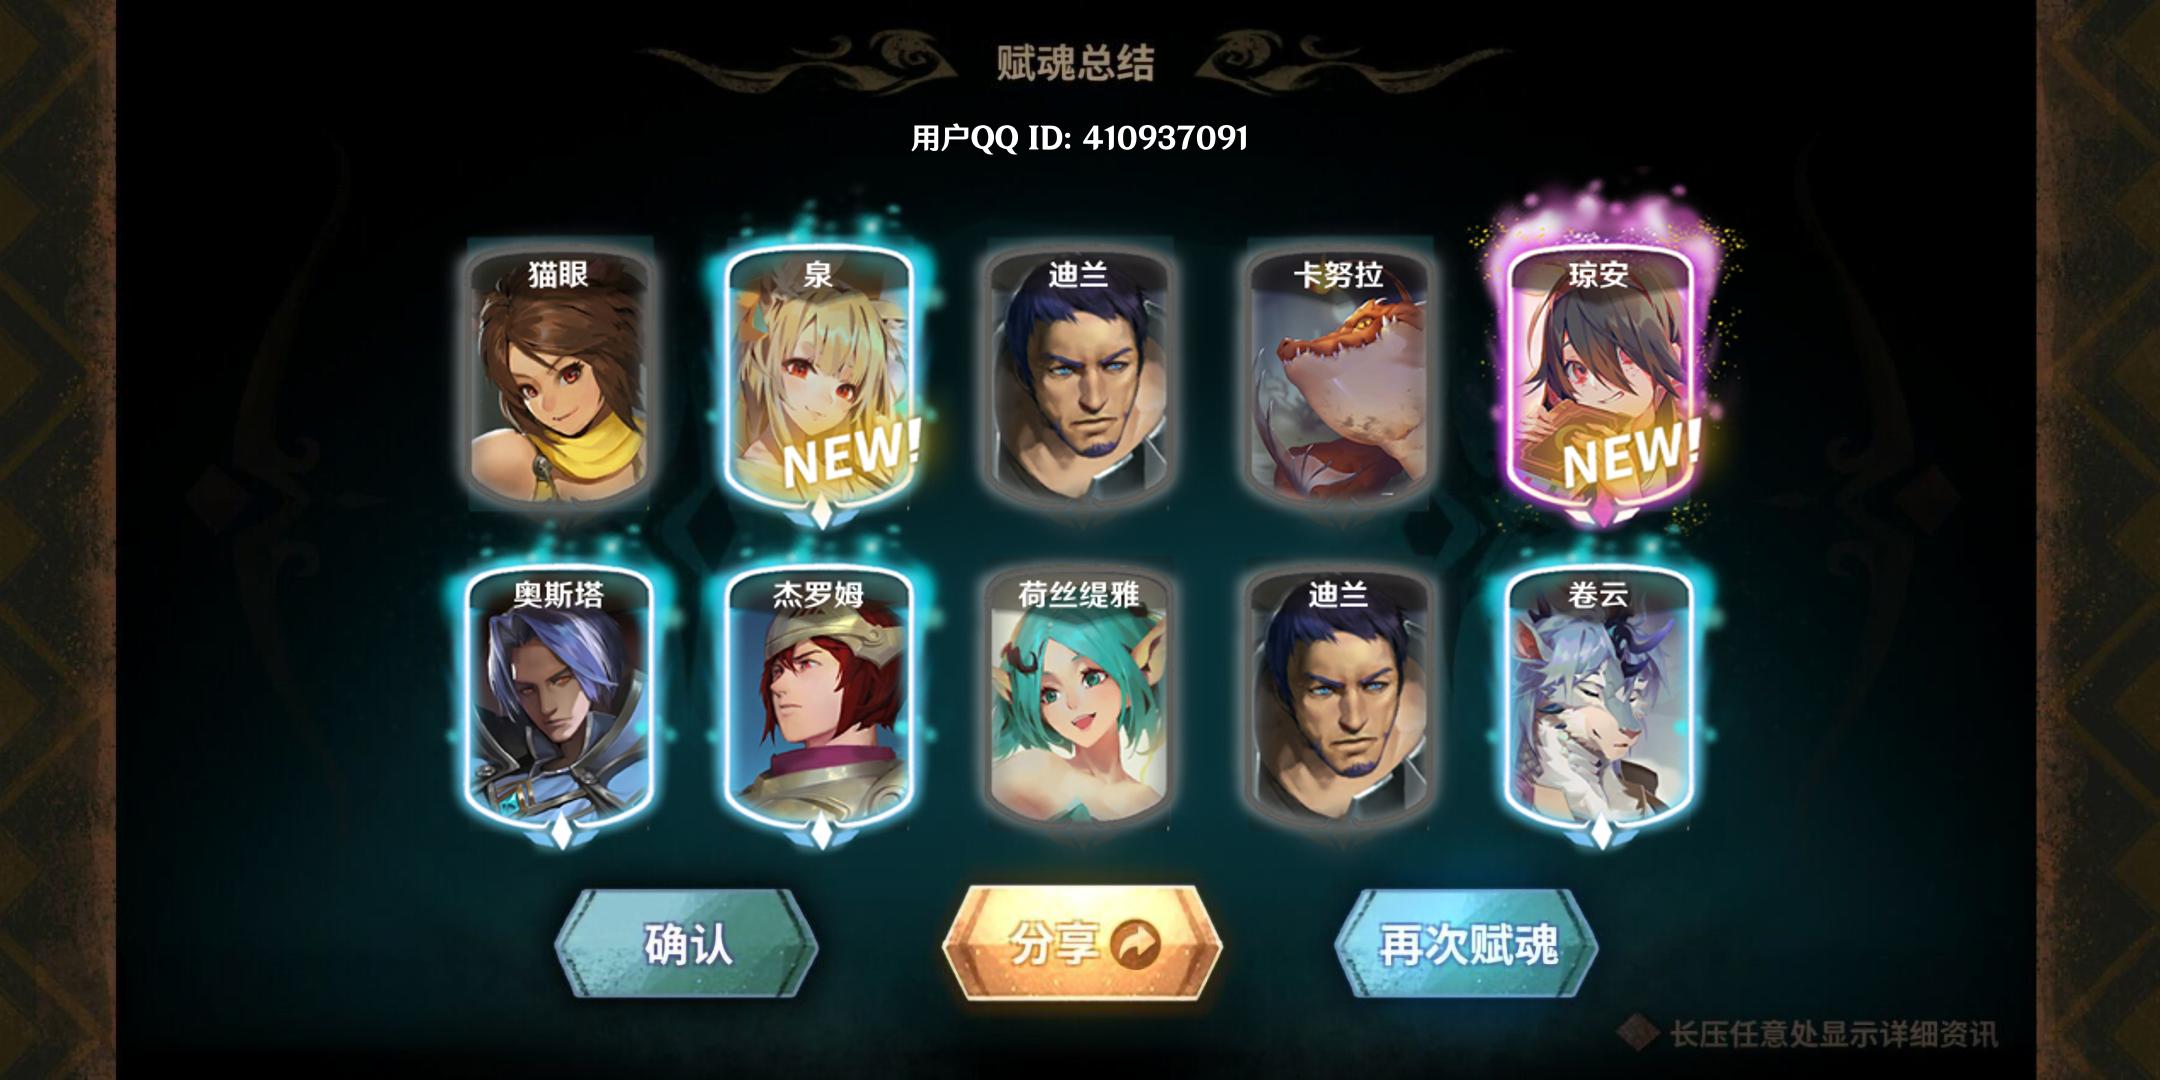 赋魂总结
用户QQ ID: 410937091
猫眼
泉
迪兰
卡努拉
琼安
NEW!
NEW!
奥斯塔
杰罗姆
荷丝缇雅
迪兰
卷云
确认
分享
再次赋魂
长压任意处显示详细资讯